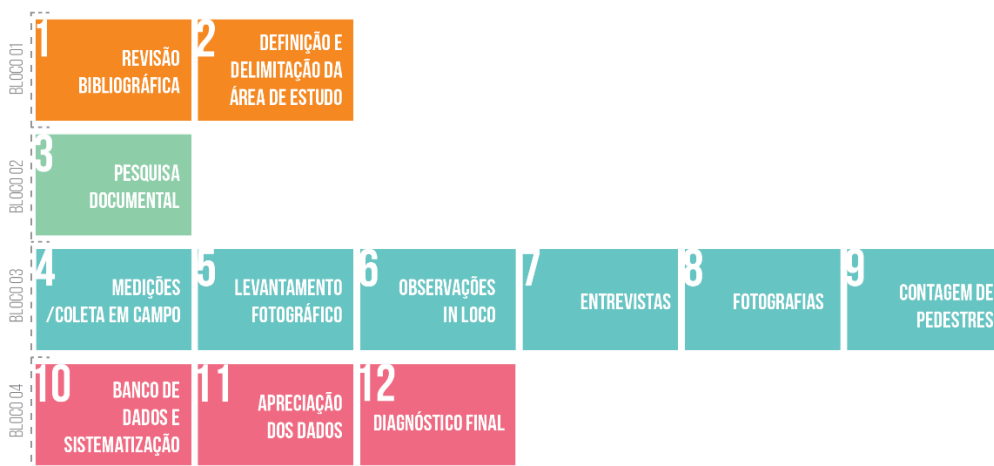 BLOCO 01
1
REVISÃO
BIBLIOGRÁFICA
2
DEFINIÇÃO E
DELIMITAÇÃO DA
ÁREA DE ESTUDO
BLOCO 02
3
PESQUISA
DOCUMENTAL
BLOCO 03
4
MEDIÇÕES
/COLETA EM CAMPO
5
LEVANTAMENTO
FOTOGRÁFICO
6
OBSERVAÇÕES
IN LOCO
7
ENTREVISTAS
8
FOTOGRAFIAS
9
CONTAGEM DE
PEDESTRES
BLOCO 04
10
BANCO DE
DADOS E
SISTEMATIZAÇÃO
11
APRECIAÇÃO
DOS DADOS
12
DIAGNÓSTICO FINAL